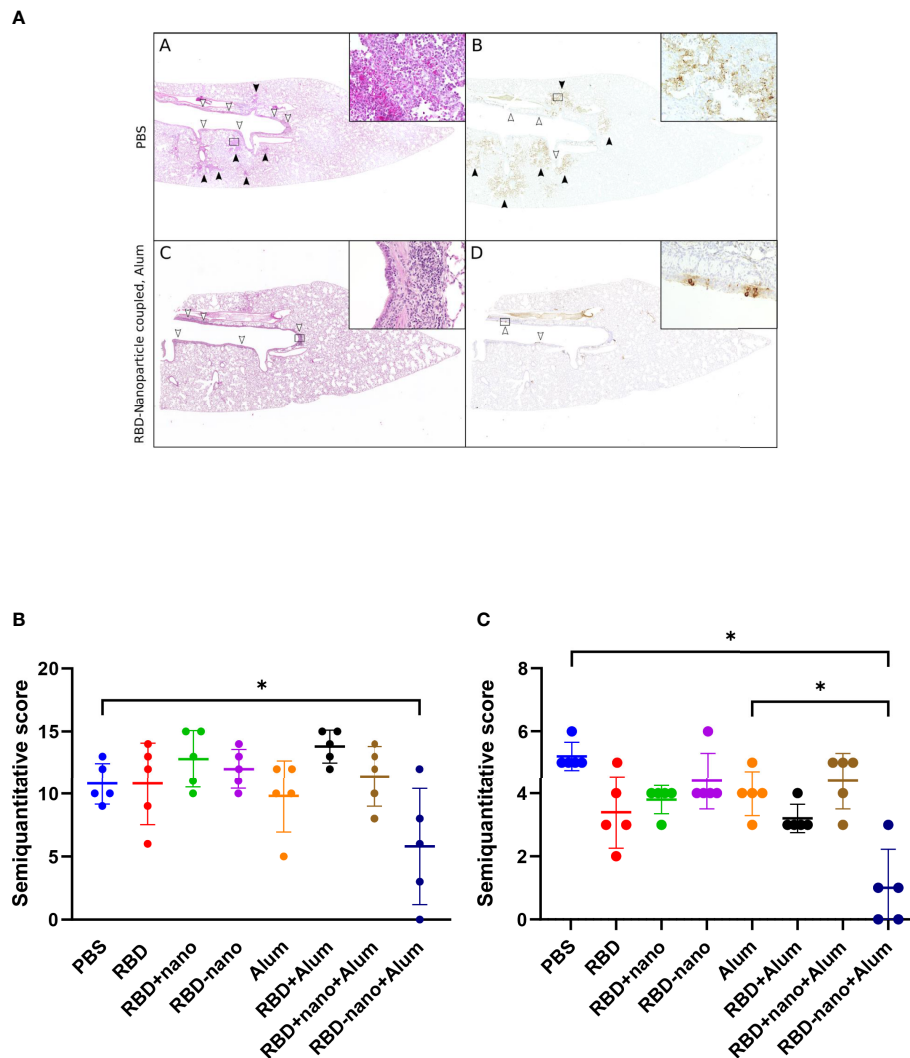 A
A
B
PBS
C
D
RBD-Nanoparticle coupled, Alum
B
Semiquantitative score
20
15
10
5
0
*
PBS
RBD
RBD+nano
RBD-nano
Alum
RBD+Alum
RBD+nano+Alum
RBD-nano+Alum
C
Semiquantitative score
8
6
4
2
0
*
*
PBS
RBD
RBD+nano
RBD-nano
Alum
RBD+Alum
RBD+nano+Alum
RBD-nano+Alum